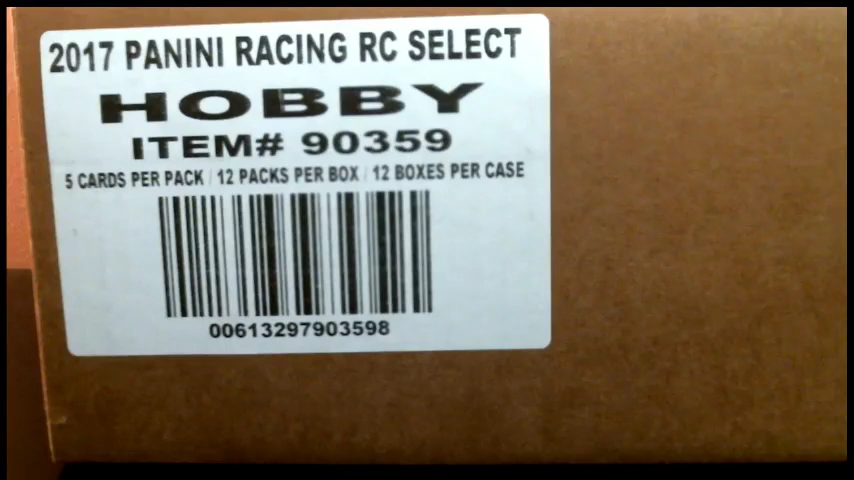 2017 PANINI RACING RC SELECT
HOBBY
ITEM# 90359
5 CARDS PER PACK / 12 PACKS PER BOX / 12 BOXES PER CASE
00613297903598